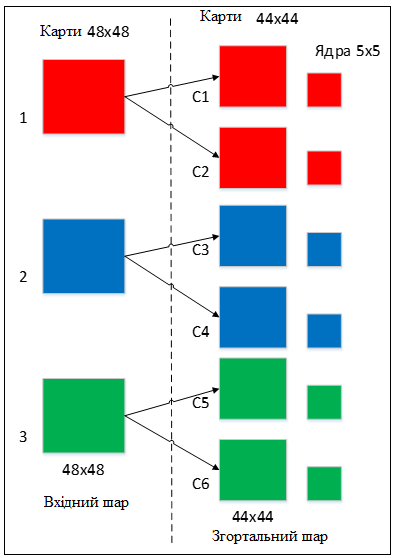 Карти 48x48
Карти 44x44
Ядра 5x5
1
C1
C2
2
C3
C4
3
C5
C6
48x48
44x44
Вхідний шар
Згортальний шар